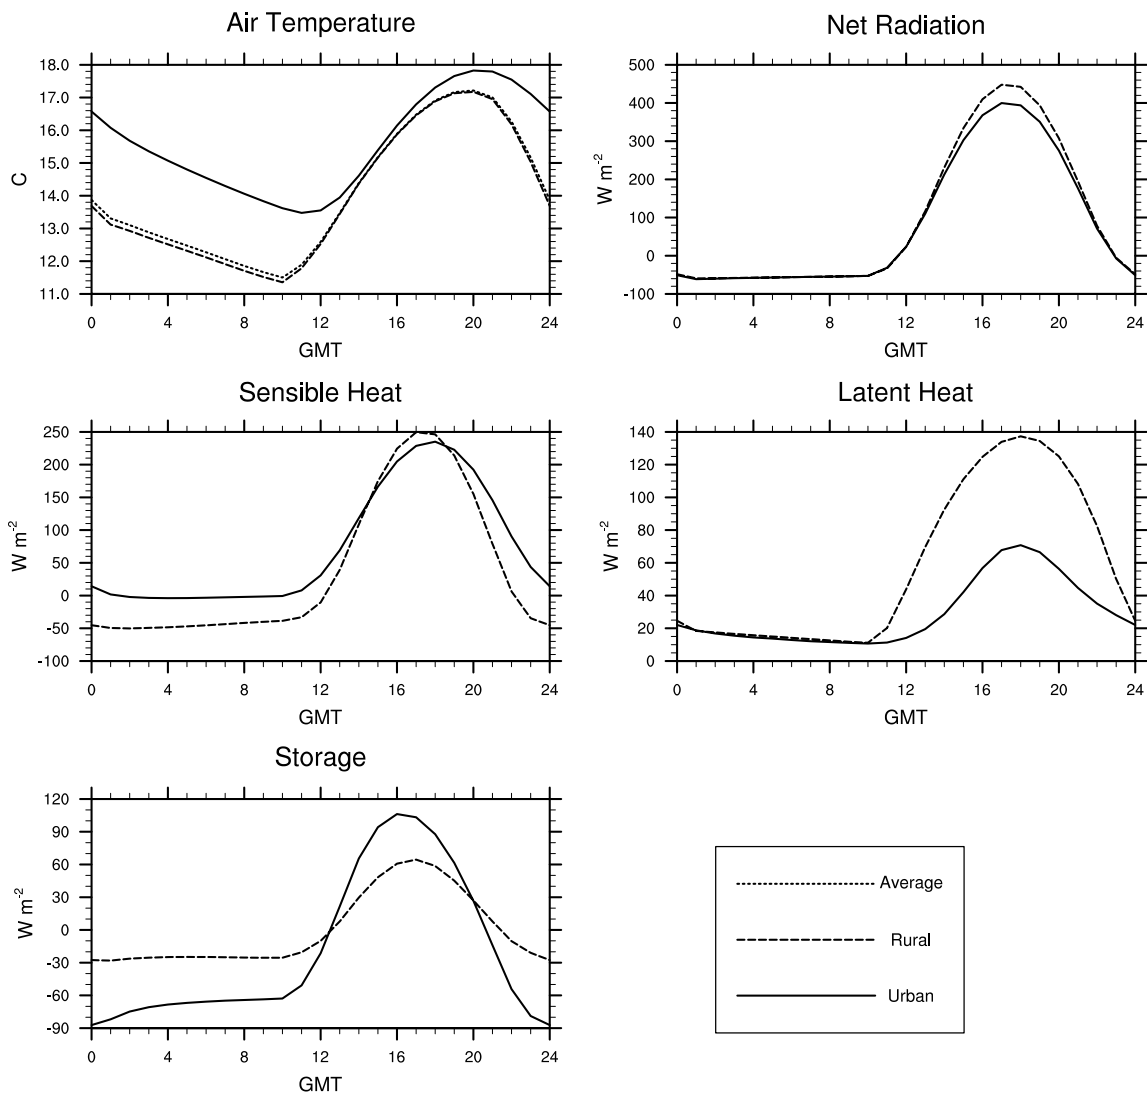 Air Temperature
18.0
17.0
16.0
15.0
14.0
13.0
12.0
11.0
C
0 4 8 12 16 20 24
GMT
Net Radiation
500
400
300
200
100
0
-100
W m-2
0 4 8 12 16 20 24
GMT
Sensible Heat
250
200
150
100
50
0
-50
-100
W m-2
0 4 8 12 16 20 24
GMT
Latent Heat
140
120
100
80
60
40
20
0
W m-2
0 4 8 12 16 20 24
GMT
Storage
120
90
60
30
0
-30
-60
-90
W m-2
0 4 8 12 16 20 24
GMT
Average
Rural
Urban